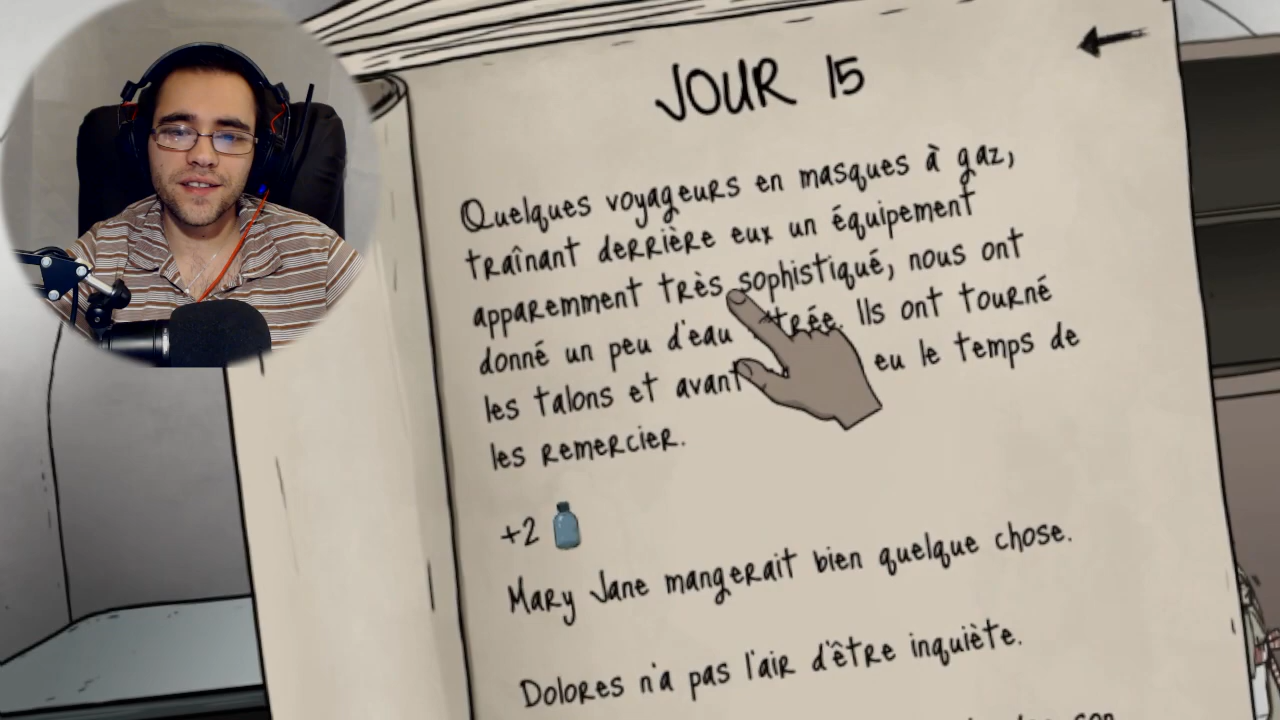 JOUR 15
Quelques voyageurs en masques à gaz,
traînant derrière eux un équipement
apparemment très sophistiqué, nous ont
donné un peu d'eau Ils ont tourné
les talons et avant eu le temps de
les remercier.
+2
Mary Jane mangerait bien quelque chose.
Dolores n'a pas l'air d'être inquiète.
son